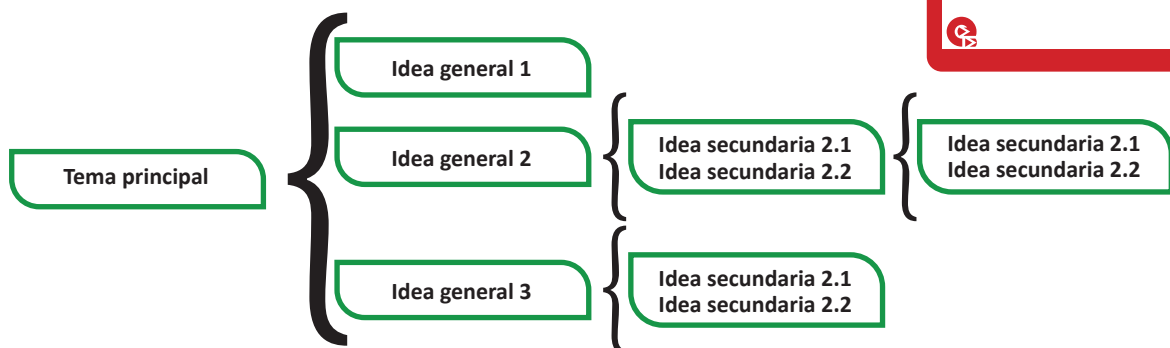 Tema principal
Idea general 1
Idea general 2
Idea secundaria 2.1
Idea secundaria 2.2
Idea secundaria 2.1
Idea secundaria 2.2
Idea general 3
Idea secundaria 2.1
Idea secundaria 2.2